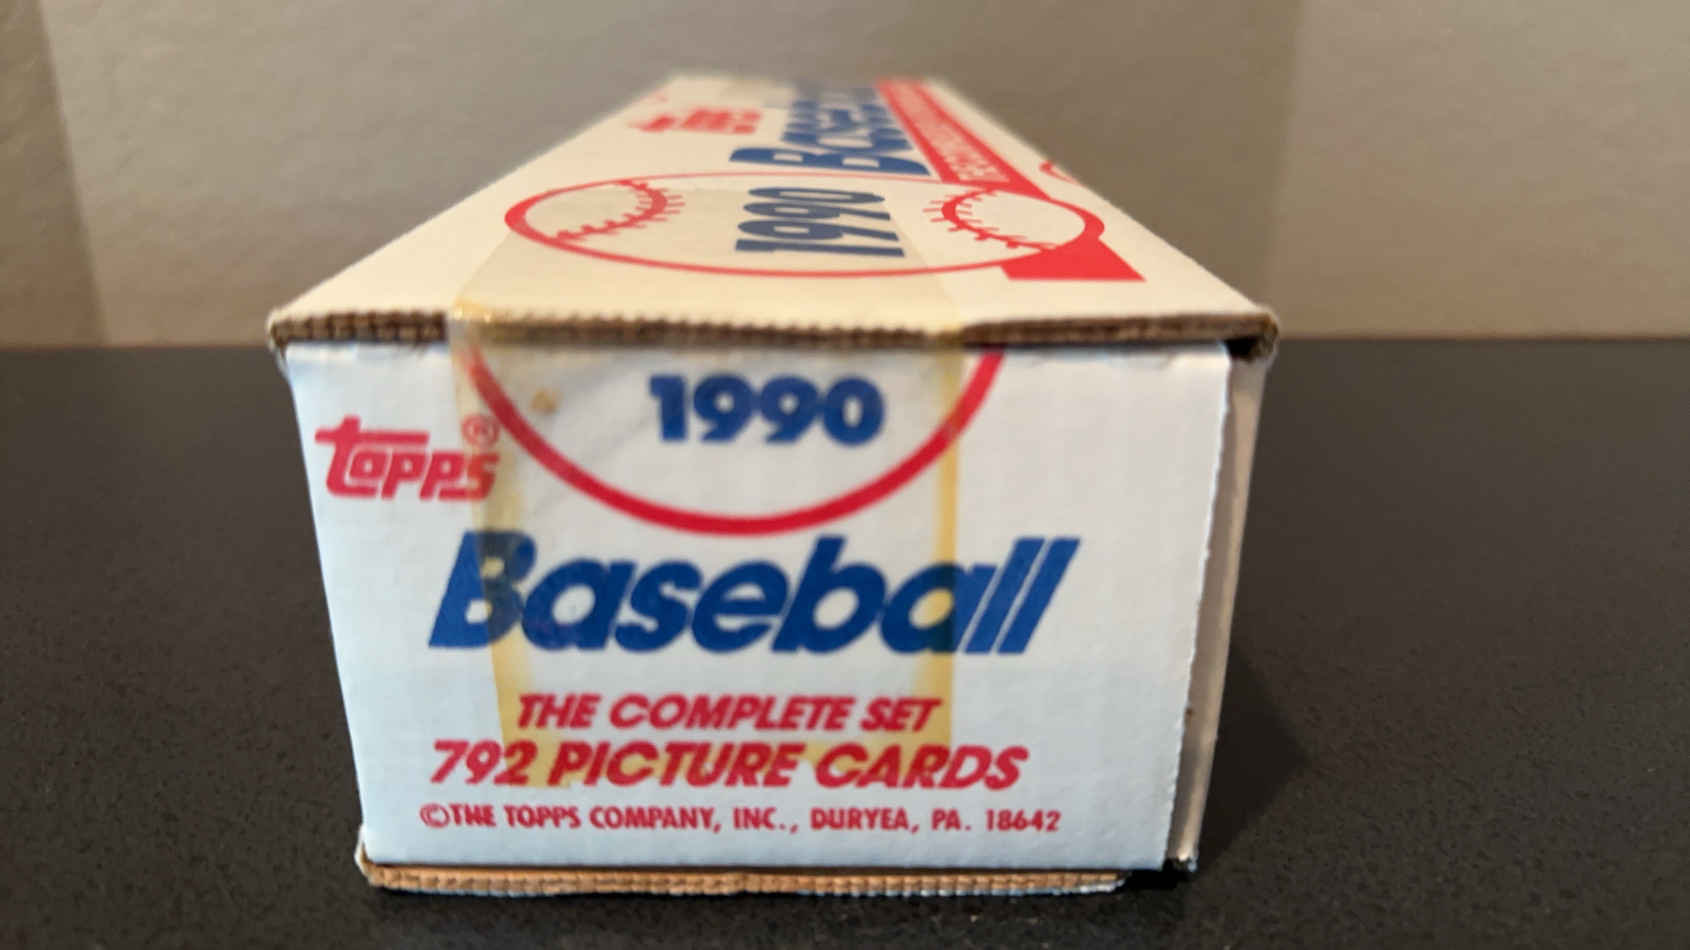 1990
topps®
1990
Baseball
THE COMPLETE SET
792 PICTURE CARDS
©THE TOPPS COMPANY, INC., DURYEA, PA. 18642